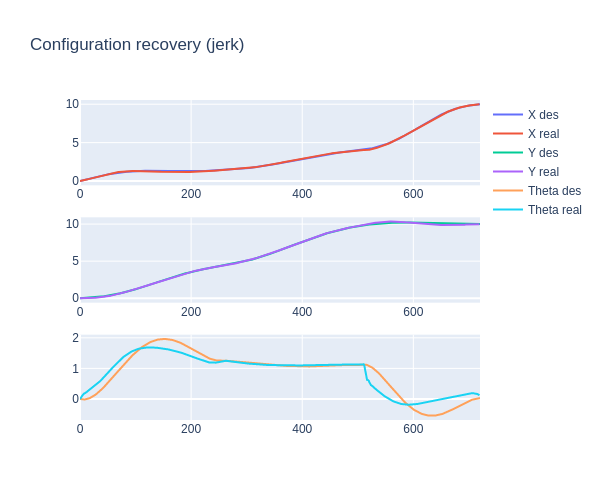 Configuration recovery (jerk)
10
5
0
0 200 400 600
10
5
0
0 200 400 600
2
1
0
0 200 400 600
X des
X real
Y des
Y real
Theta des
Theta real